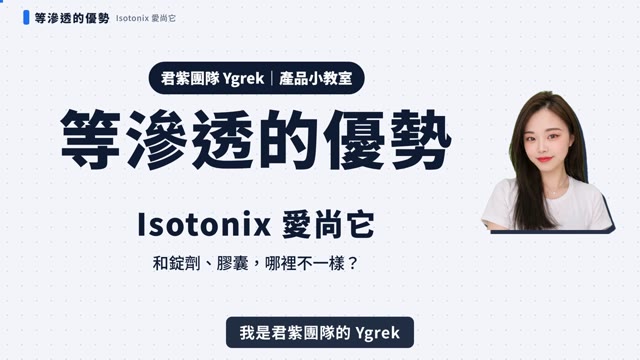 等滲透的優勢 Isotonix 愛尚它
君紫團隊 Ygrek｜產品小教室
等滲透的優勢
Isotonix 愛尚它
和錠劑、膠囊，哪裡不一樣？
我是君紫團隊的 Ygrek